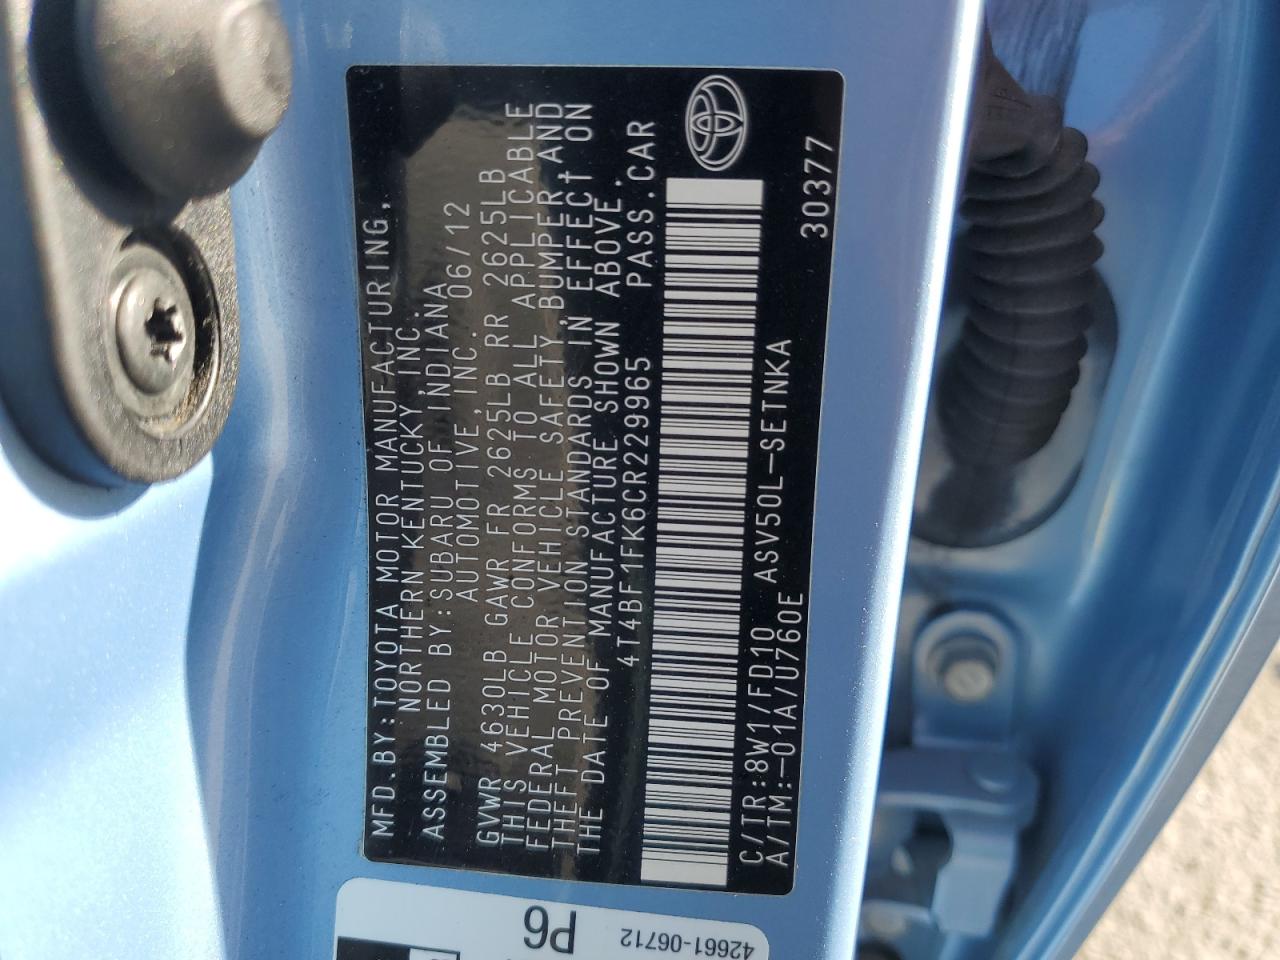 MFD.BY:TOYOTA MOTOR MANUFACTURING,
NORTHERN KENTUCKY, INC.
ASSEMBLED BY:SUBARU OF INDIANA
AUTOMOTIVE, INC. 06/12
GVWR 4630LB GAWR FR 2625LB RR 2625LB
THIS VEHICLE CONFORMS TO ALL APPLICABLE
FEDERAL MOTOR VEHICLE SAFETY, BUMPER, AND
THEFT PREVENTION STANDARDS IN EFFECT ON
THE DATE OF MANUFACTURE SHOWN ABOVE.
4T4BF1FK6CR229965 PASS.CAR
C/TR:8W1/FD10 ASV50L-SETNKA
A/TM:-01A/U760E
30377
P6
42661-06712